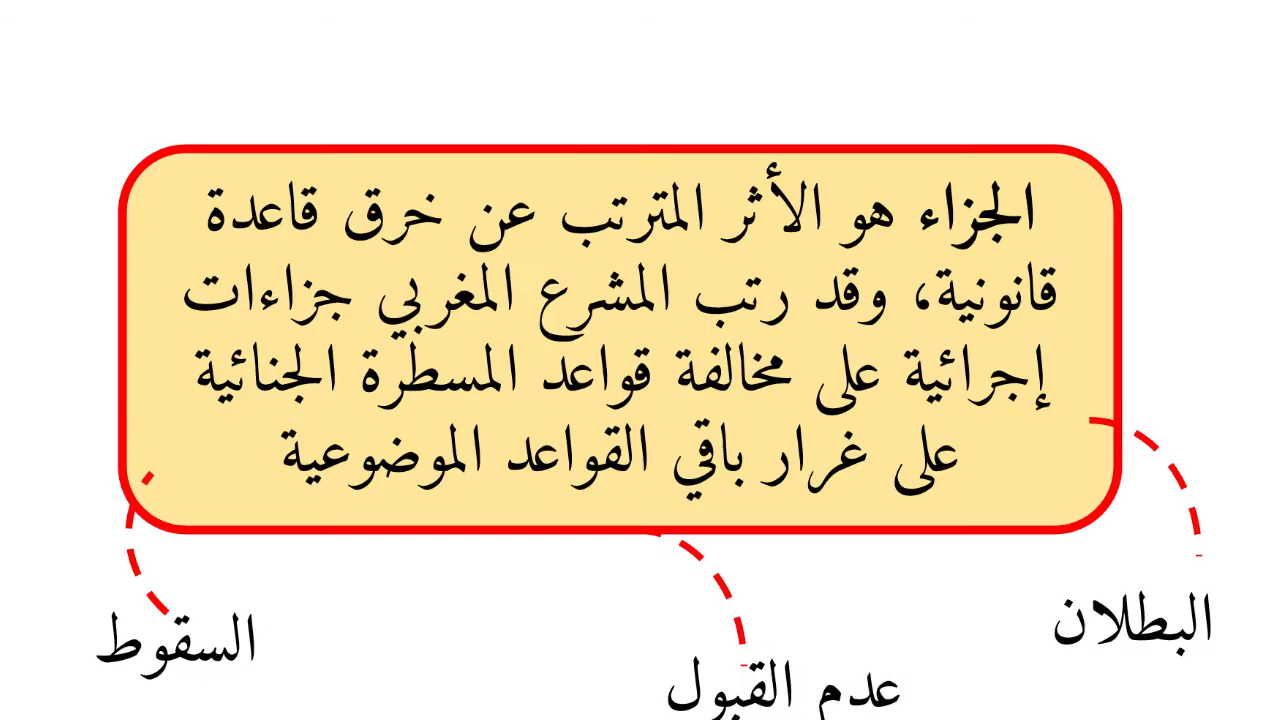 الجزاء هو الأثر المترتب عن خرق قاعدة
قانونية، وقد رتب المشرع المغربي جزاءات
إجرائية على مخالفة قواعد المسطرة الجنائية
على غرار باقي القواعد الموضوعية
البطلان
عدم القبول
السقوط